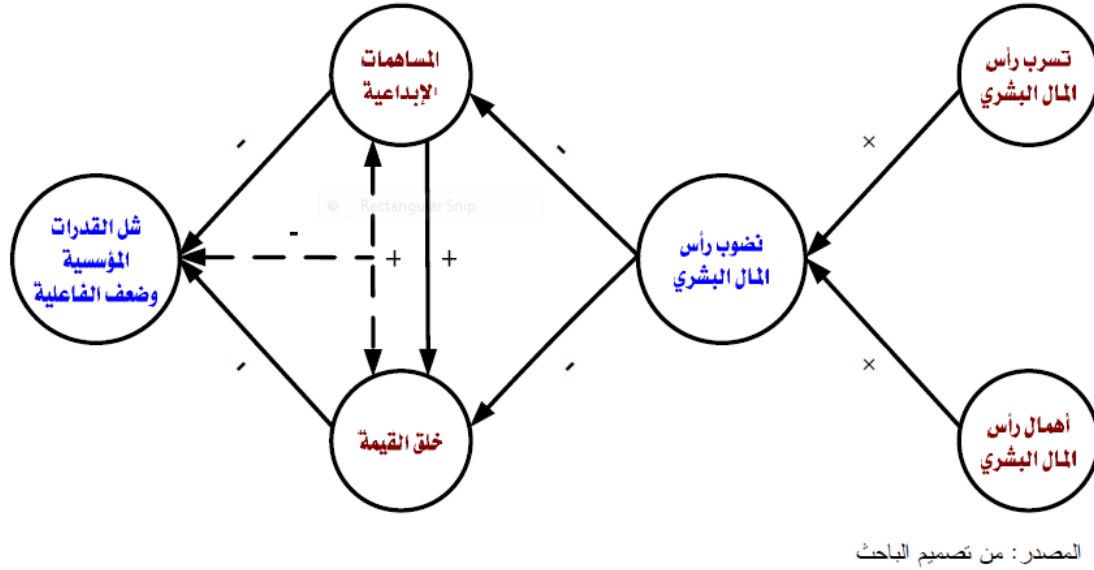 تسرب رأس
المال البشري
أهمال رأس
المال البشري
×
×
نضوب رأس
المال البشري
-
-
المساهمات
الإبداعية
+
+
خلق القيمة
-
-
-
شل القدرات
المؤسسية
وضعف الفاعلية
Rectangular Snip
المصدر: من تصميم الباحث